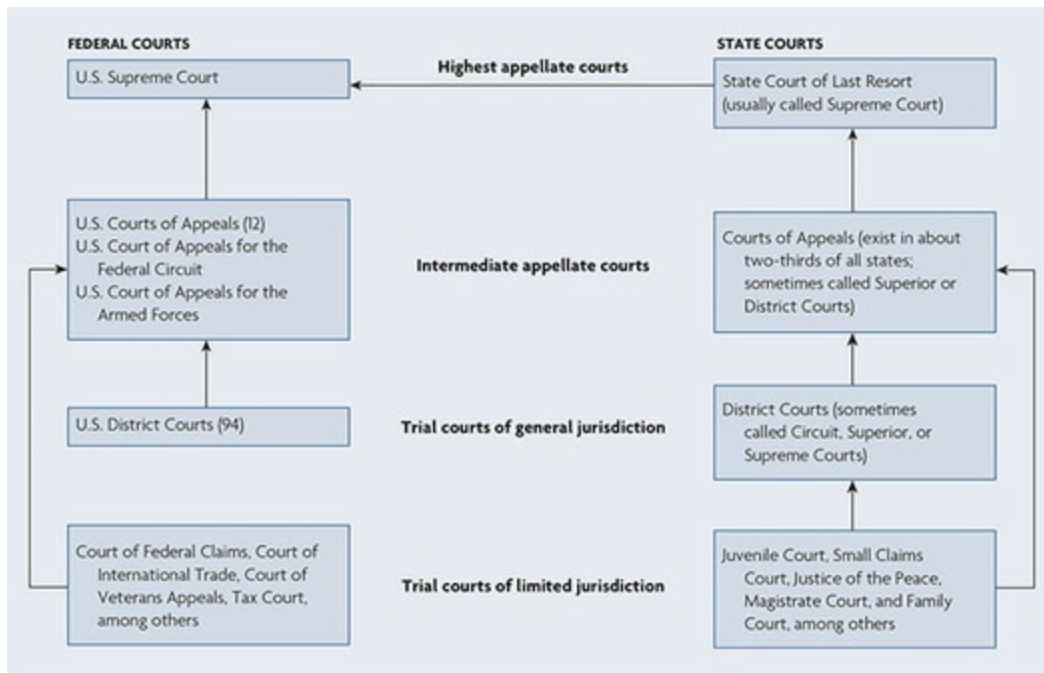 FEDERAL COURTS
STATE COURTS
U.S. Supreme Court
Highest appellate courts
State Court of Last Resort
(usually called Supreme Court)
U.S. Courts of Appeals (12)
U.S. Court of Appeals for the
Federal Circuit
U.S. Court of Appeals for the
Armed Forces
Intermediate appellate courts
Courts of Appeals (exist in about
two-thirds of all states;
sometimes called Superior or
District Courts)
U.S. District Courts (94)
Trial courts of general jurisdiction
District Courts (sometimes
called Circuit, Superior, or
Supreme Courts)
Court of Federal Claims, Court of
International Trade, Court of
Veterans Appeals, Tax Court,
among others
Trial courts of limited jurisdiction
Juvenile Court, Small Claims
Court, Justice of the Peace,
Magistrate Court, and Family
Court, among others